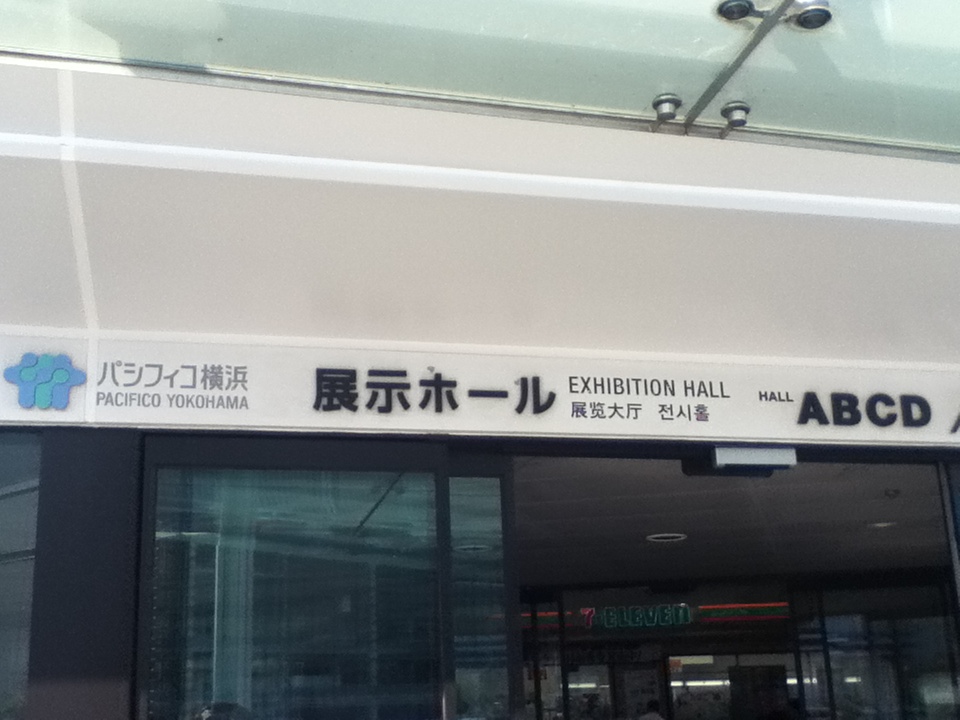 パシフィコ横浜
PACIFICO YOKOHAMA
展示ホール
EXHIBITION HALL
展览大厅 전시홀
HALL ABCD
7 ELEVEN